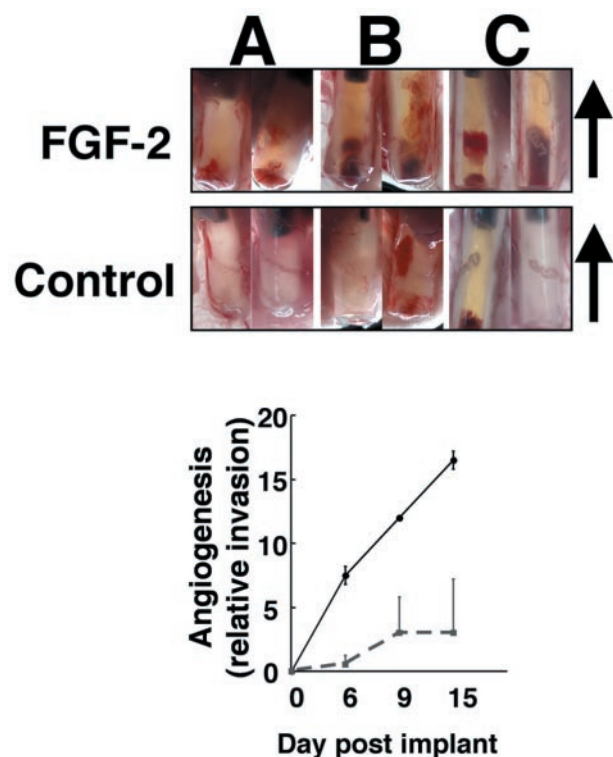 A B C
FGF-2
Control
20
15
10
5
0
Angiogenesis
(relative invasion)
0 6 9 15
Day post implant